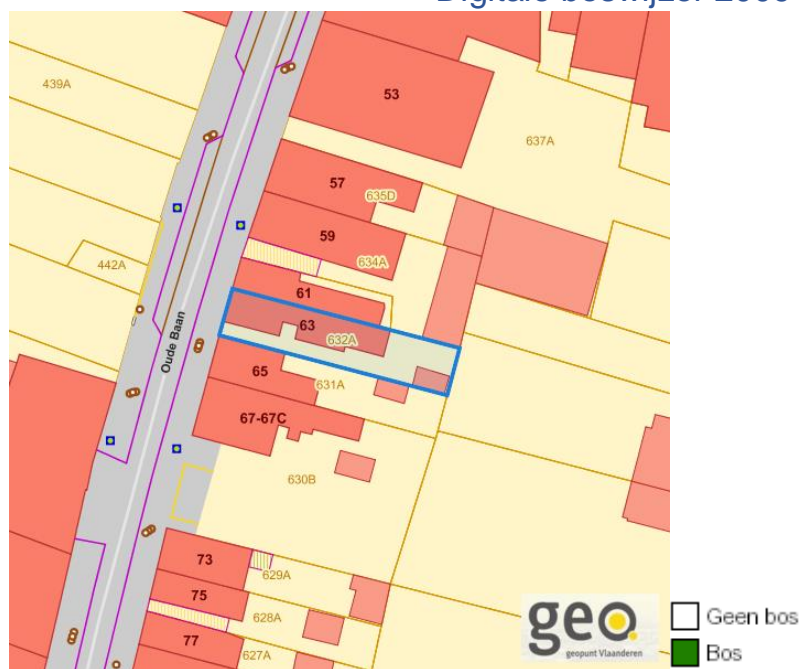 439A
53
637A
57
635D
59
634A
442A
61
63
632A
Oude Baan
65
631A
67-67C
630B
73
629A
75
628A
77
627A
geo.
geopunt Vlaanderen
Geen bos
Bos